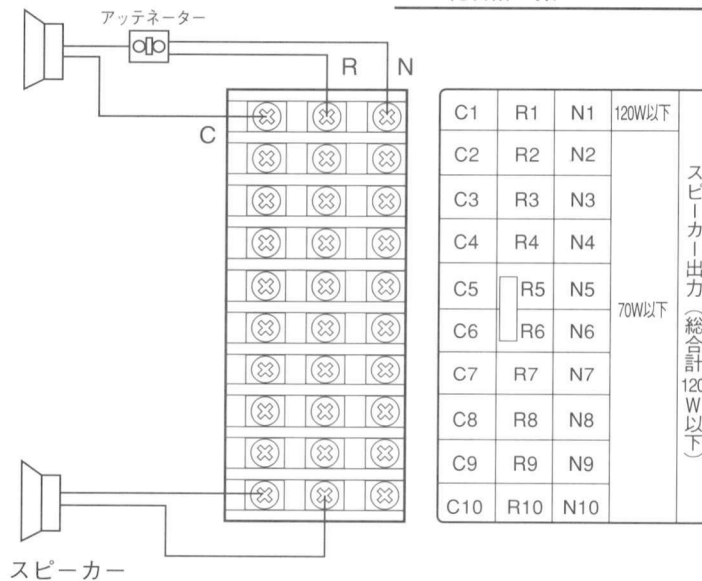 アッテネーター
R N
C
スピーカー
C1 R1 N1 120W以下
C2 R2 N2
C3 R3 N3
C4 R4 N4
C5 R5 N5
70W以下
C6 R6 N6
C7 R7 N7
C8 R8 N8
C9 R9 N9
C10 R10 N10
スピーカー出力(総合計120W以下)